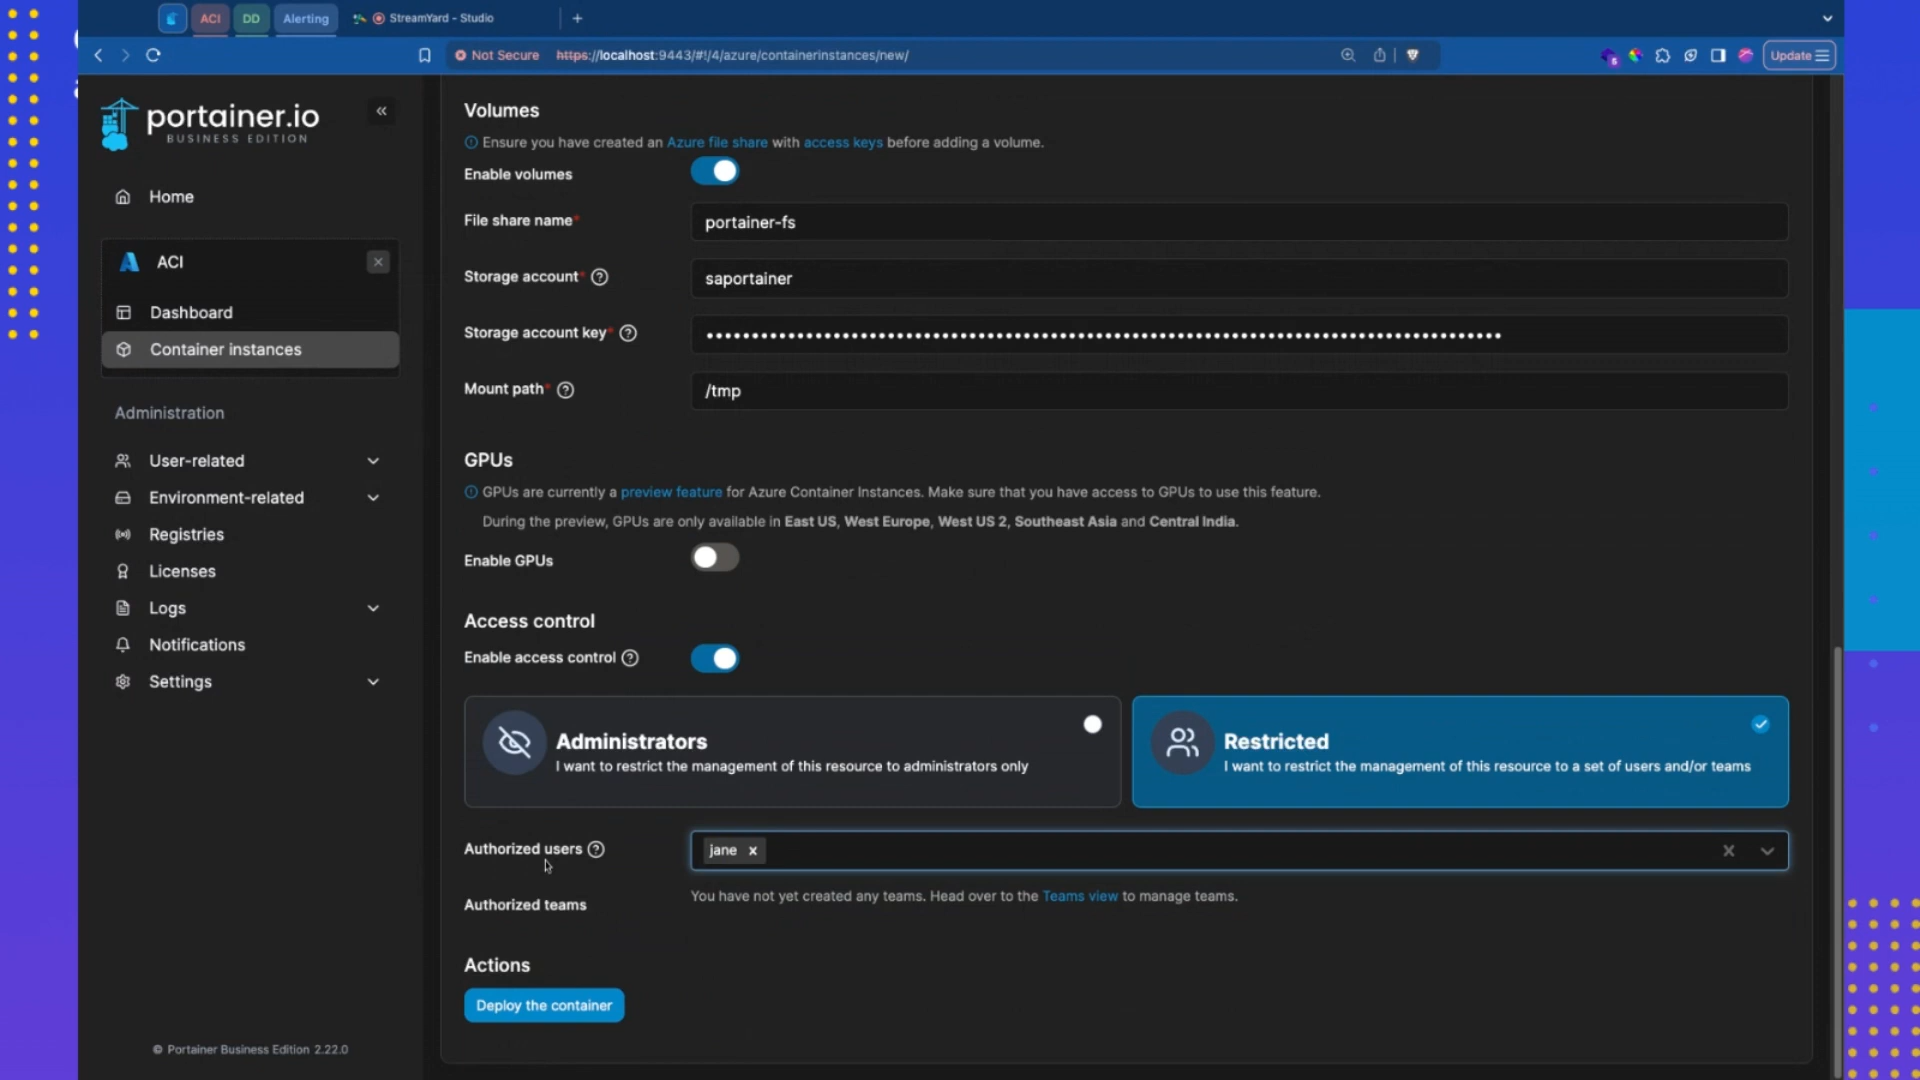 ACI
DD
Alerting
StreamYard - Studio
Not Secure https://localhost:9443/#!/4/azure/containerinstances/new/
5
Update
portainer.io
BUSINESS EDITION
Home
ACI
Dashboard
Container instances
Administration
User-related
Environment-related
Registries
Licenses
Logs
Notifications
Settings
© Portainer Business Edition 2.22.0
Volumes
Ensure you have created an Azure file share with access keys before adding a volume.
Enable volumes
File share name*
portainer-fs
Storage account*
saportainer
Storage account key*
Mount path*
/tmp
GPUs
GPUs are currently a preview feature for Azure Container Instances. Make sure that you have access to GPUs to use this feature.
During the preview, GPUs are only available in East US, West Europe, West US 2, Southeast Asia and Central India.
Enable GPUs
Access control
Enable access control
Administrators
I want to restrict the management of this resource to administrators only
Restricted
I want to restrict the management of this resource to a set of users and/or teams
Authorized users
jane
Authorized teams
You have not yet created any teams. Head over to the Teams view to manage teams.
Actions
Deploy the container